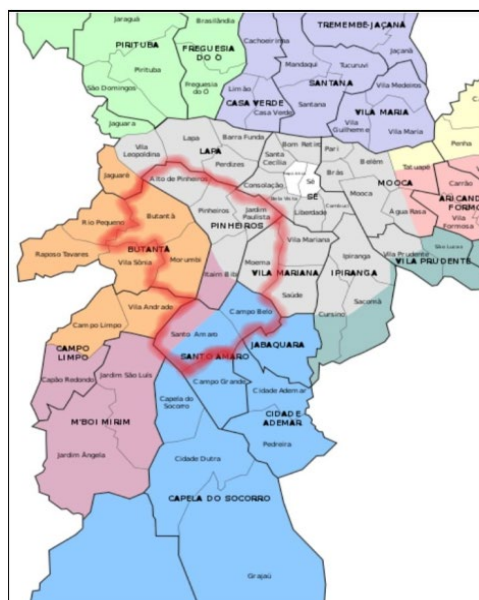 Jaraguá
Brasilândia
PIRITUBA
FREGUESIA
DO Ó
Cachoeirinha
TREMEMBÉ-JAÇANÃ
Jaçanã
Mandaqui
Tucuruvi
Pirituba
São Domingos
Freguesia
do Ó
Limão
SANTANA
Vila Medeiros
CASA VERDE
Casa Verde
Santana
VILA MARIA
Jaguara
Vila
Guilherme
Vila Maria
Lapa
Barra Funda
Vila
Leopoldina
LAPA
Bom Retiro
Pari
Penha
Perdizes
Santa
Cecília
Belém
Jaguaré
Alto de Pinheiros
Brás
Tatuapé
Consolação
Sé
Mooca
MOOCA
Carrão
Rio Pequeno
Butantã
Pinheiros
Jardim
Paulista
SÉ
Liberdade
Cambuci
Água Rasa
PINHEIROS
Vila
Formosa
Raposo Tavares
BUTANTÃ
Vila Mariana
Vila Sônia
Morumbi
Moema
Ipiranga
Vila Prudente
VILA PRUDENTE
Itaim Bibi
VILA MARIANA
IPIRANGA
Saúde
Sacomã
Vila Andrade
Campo Belo
Cursino
Campo Limpo
Santo Amaro
CAMPO
LIMPO
JABAQUARA
SANTO AMARO
Jardim São Luís
Capão Redondo
Campo Grande
Cidade Ademar
Capela do
Socorro
M'BOI MIRIM
CIDADE
ADEMAR
Pedreira
Jardim Ângela
Cidade Dutra
CAPELA DO SOCORRO
Grajaú